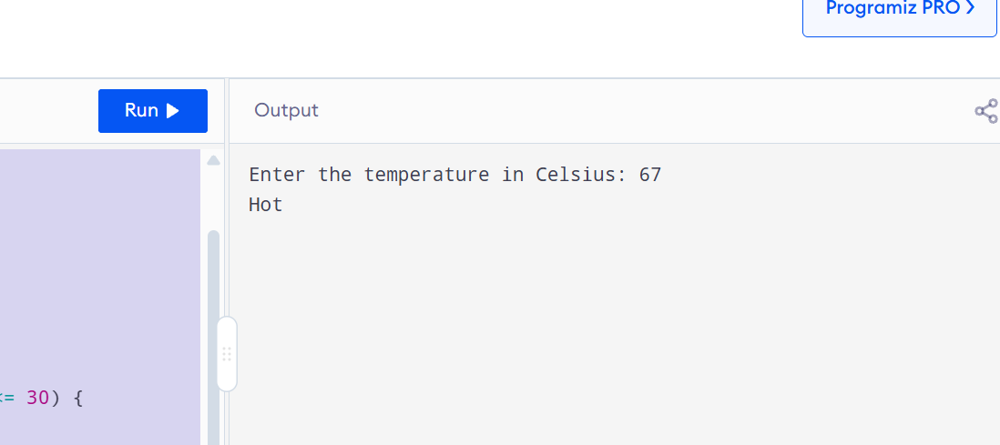 Programiz PRO
Run
Output
Enter the temperature in Celsius: 67
Hot
<= 30) {